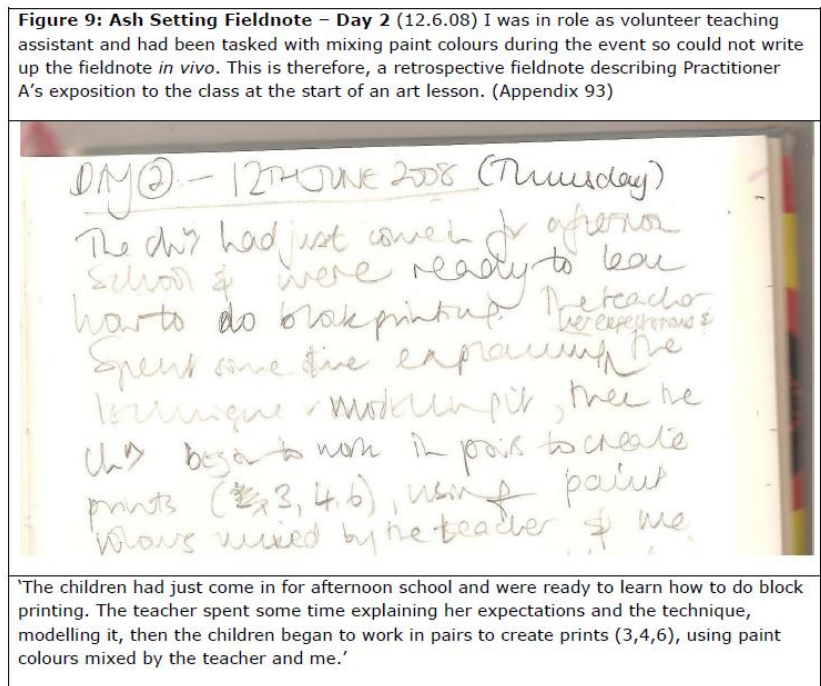 Figure 9: Ash Setting Fieldnote – Day 2 (12.6.08) I was in role as volunteer teaching
assistant and had been tasked with mixing paint colours during the event so could not write
up the fieldnote in vivo. This is therefore, a retrospective fieldnote describing Practitioner
A's exposition to the class at the start of an art lesson. (Appendix 93)
DAY ② – 12TH JUNE 2008 (Thursday)
The chn had just come in for afternoon
school & were ready to learn
how to do block printing. The teacher
her expectations &
spent some time explaining the
technique & modelling it, then the
chn began to work in pairs to create
prints (3, 4, 6), using paint
colours mixed by the teacher & me
'The children had just come in for afternoon school and were ready to learn how to do block
printing. The teacher spent some time explaining her expectations and the technique,
modelling it, then the children began to work in pairs to create prints (3,4,6), using paint
colours mixed by the teacher and me.'